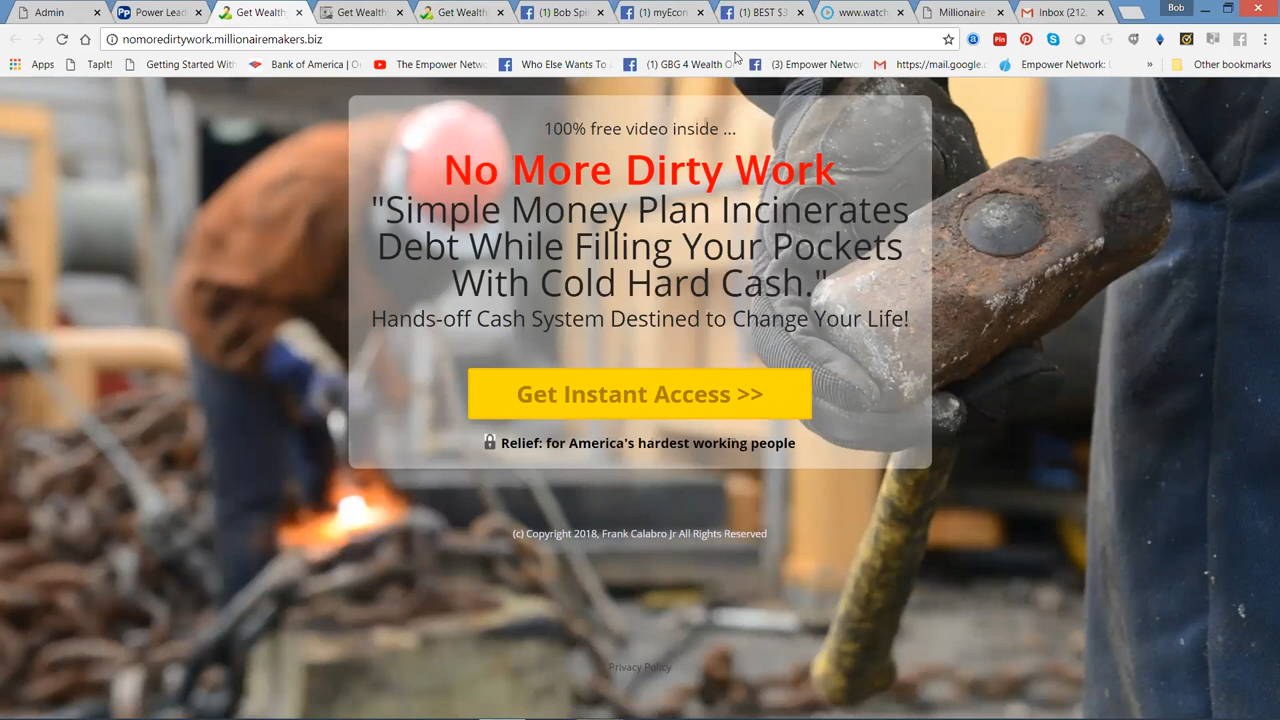 Admin
Power Lead
Get Wealth
Get Wealth
Get Wealth
(1) Bob Spi
(1) myEcon
(1) BEST $3
www.watch
Millionaire
Inbox (212
Bob
nomoredirtywork.millionairemakers.biz
Apps
TapIt!
Getting Started With
Bank of America | O
The Empower Netwo
Who Else Wants To
(1) GBG 4 Wealth O
(3) Empower Netwo
https://mail.google.c
Empower Network: L
»
Other bookmarks
100% free video inside ...
No More Dirty Work
"Simple Money Plan Incinerates
Debt While Filling Your Pockets
With Cold Hard Cash."
Hands-off Cash System Destined to Change Your Life!
Get Instant Access >>
Relief: for America's hardest working people
(c) Copyright 2018, Frank Calabro Jr All Rights Reserved
Privacy Policy